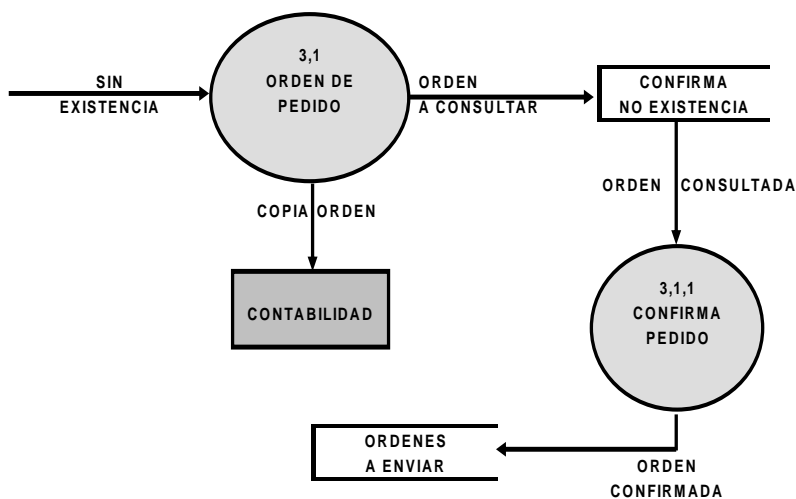 SIN
EXISTENCIA
3,1
ORDEN DE
PEDIDO
ORDEN
A CONSULTAR
CONFIRMA
NO EXISTENCIA
COPIA ORDEN
ORDEN CONSULTADA
CONTABILIDAD
3,1,1
CONFIRMA
PEDIDO
ORDENES
A ENVIAR
ORDEN
CONFIRMADA